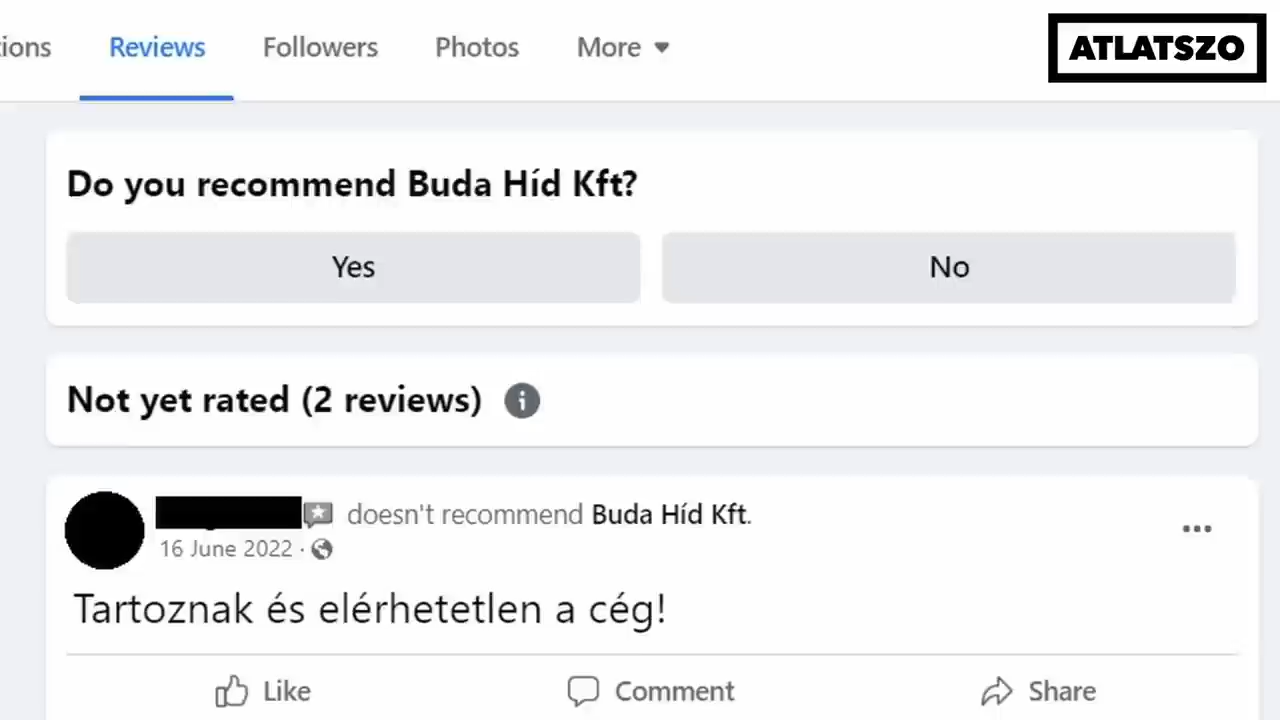 Reviews Followers Photos More
ATLATSZO
Do you recommend Buda Híd Kft?
Yes No
Not yet rated (2 reviews)
doesn't recommend Buda Híd Kft.
16 June 2022 ·
Tartoznak és elérhetetlen a cég!
Like Comment Share